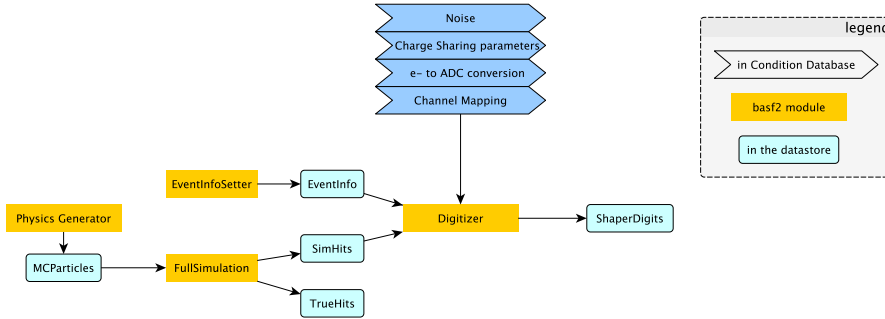 Noise
Charge Sharing parameters
e- to ADC conversion
Channel Mapping
legend
in Condition Database
basf2 module
in the datastore
EventInfoSetter
EventInfo
Physics Generator
Digitizer
ShaperDigits
MCParticles
FullSimulation
SimHits
TrueHits